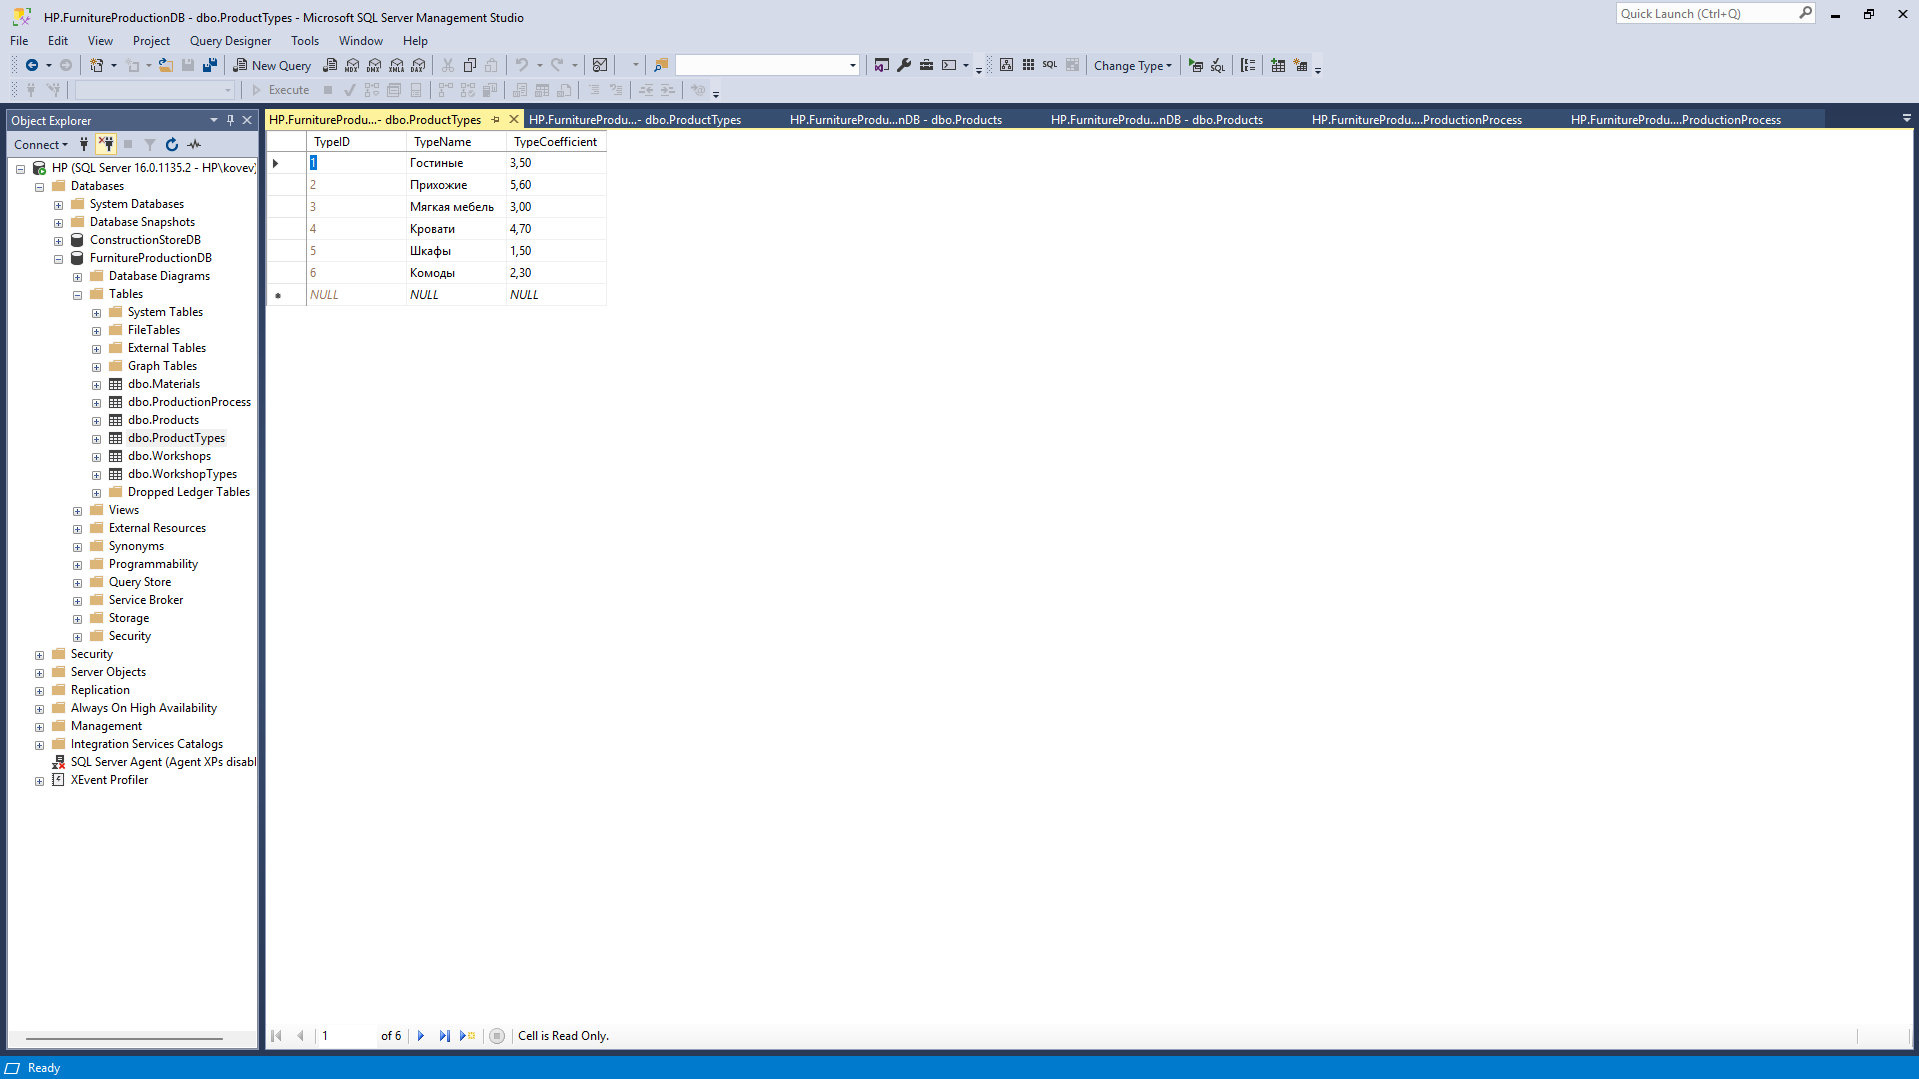 HP.FurnitureProductionDB - dbo.ProductTypes - Microsoft SQL Server Management Studio
Quick Launch (Ctrl+Q)
File Edit View Project Query Designer Tools Window Help
New Query MDX DMX XMLA DAX SQL Change Type SQL
Execute
Object Explorer
HP.FurnitureProdu...- dbo.ProductTypes
HP.FurnitureProdu...- dbo.ProductTypes
HP.FurnitureProdu...nDB - dbo.Products
HP.FurnitureProdu...nDB - dbo.Products
HP.FurnitureProdu....ProductionProcess
HP.FurnitureProdu....ProductionProcess
Connect
HP (SQL Server 16.0.1135.2 - HP\kovev)
Databases
System Databases
Database Snapshots
ConstructionStoreDB
FurnitureProductionDB
Database Diagrams
Tables
System Tables
FileTables
External Tables
Graph Tables
dbo.Materials
dbo.ProductionProcess
dbo.Products
dbo.ProductTypes
dbo.Workshops
dbo.WorkshopTypes
Dropped Ledger Tables
Views
External Resources
Synonyms
Programmability
Query Store
Service Broker
Storage
Security
Security
Server Objects
Replication
Always On High Availability
Management
Integration Services Catalogs
SQL Server Agent (Agent XPs disabl
XEvent Profiler
TypeID TypeName TypeCoefficient
1 Гостиные 3,50
2 Прихожие 5,60
3 Мягкая мебель 3,00
4 Кровати 4,70
5 Шкафы 1,50
6 Комоды 2,30
NULL NULL NULL
1 of 6 Cell is Read Only.
Ready